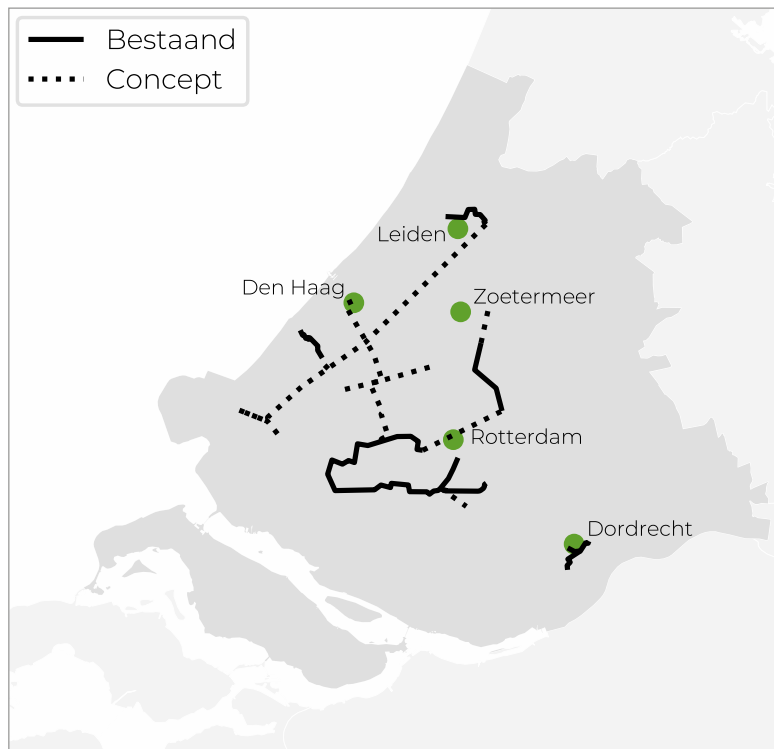 Bestaand
Concept
Leiden
Den Haag
Zoetermeer
Rotterdam
Dordrecht